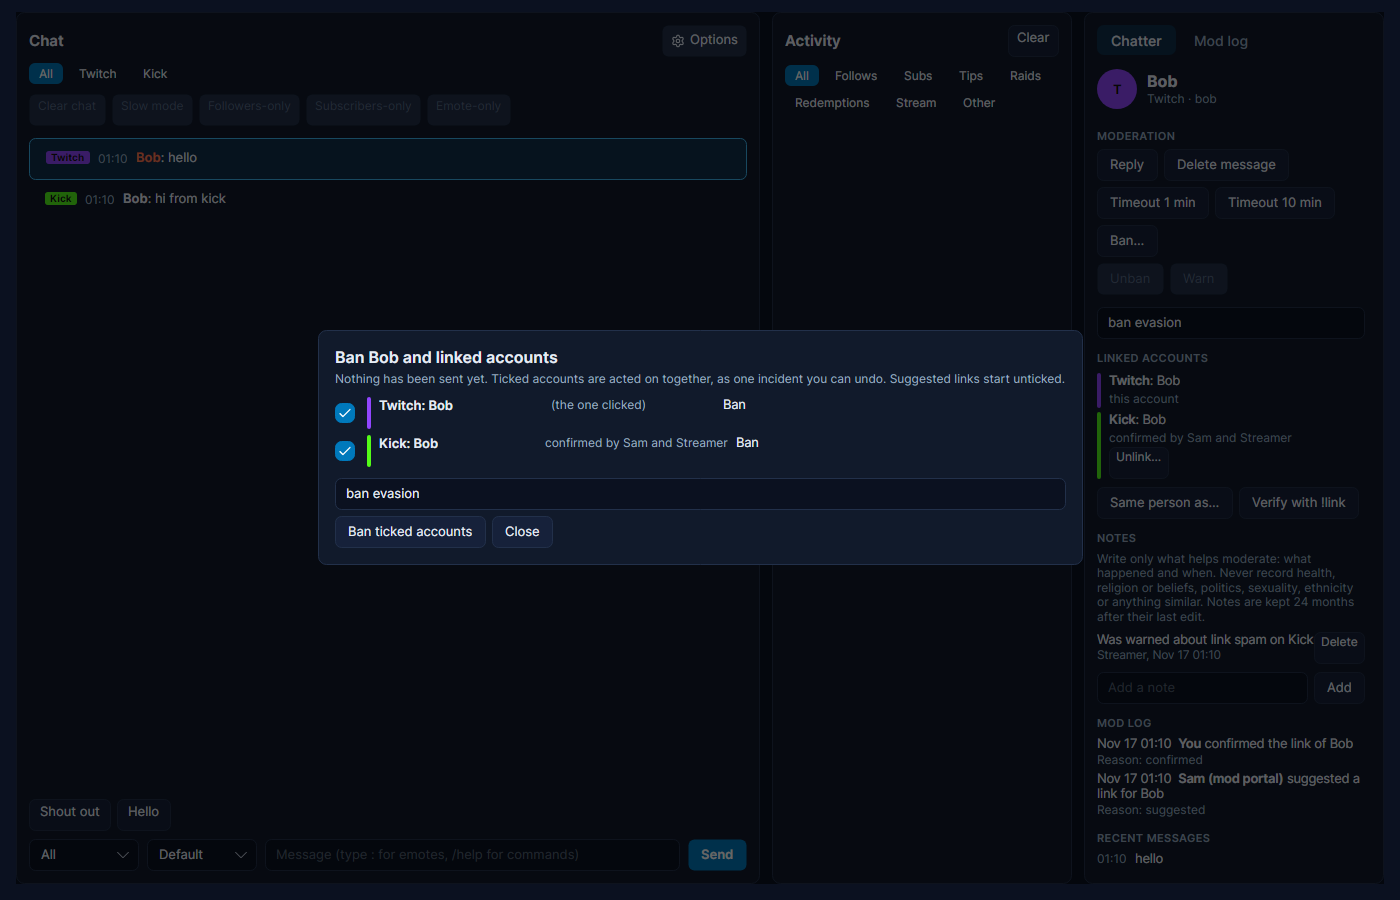 Chat
Options
All Twitch Kick
Clear chat Slow mode Followers-only Subscribers-only Emote-only
Twitch 01:10 Bob: hello
Kick 01:10 Bob: hi from kick
Shout out Hello
All Default Message (type : for emotes, /help for commands) Send
Activity
Clear
All Follows Subs Tips Raids
Redemptions Stream Other
Chatter Mod log
T
Bob
Twitch · bob
MODERATION
Reply Delete message
Timeout 1 min Timeout 10 min
Ban...
Unban Warn
ban evasion
LINKED ACCOUNTS
Twitch: Bob
this account
Kick: Bob
confirmed by Sam and Streamer
Unlink...
Same person as... Verify with Ilink
NOTES
Write only what helps moderate: what
happened and when. Never record health,
religion or beliefs, politics, sexuality, ethnicity
or anything similar. Notes are kept 24 months
after their last edit.
Was warned about link spam on Kick
Streamer, Nov 17 01:10
Delete
Add a note Add
MOD LOG
Nov 17 01:10 You confirmed the link of Bob
Reason: confirmed
Nov 17 01:10 Sam (mod portal) suggested a
link for Bob
Reason: suggested
RECENT MESSAGES
01:10 hello
Ban Bob and linked accounts
Nothing has been sent yet. Ticked accounts are acted on together, as one incident you can undo. Suggested links start unticked.
Twitch: Bob (the one clicked) Ban
Kick: Bob confirmed by Sam and Streamer Ban
ban evasion
Ban ticked accounts Close